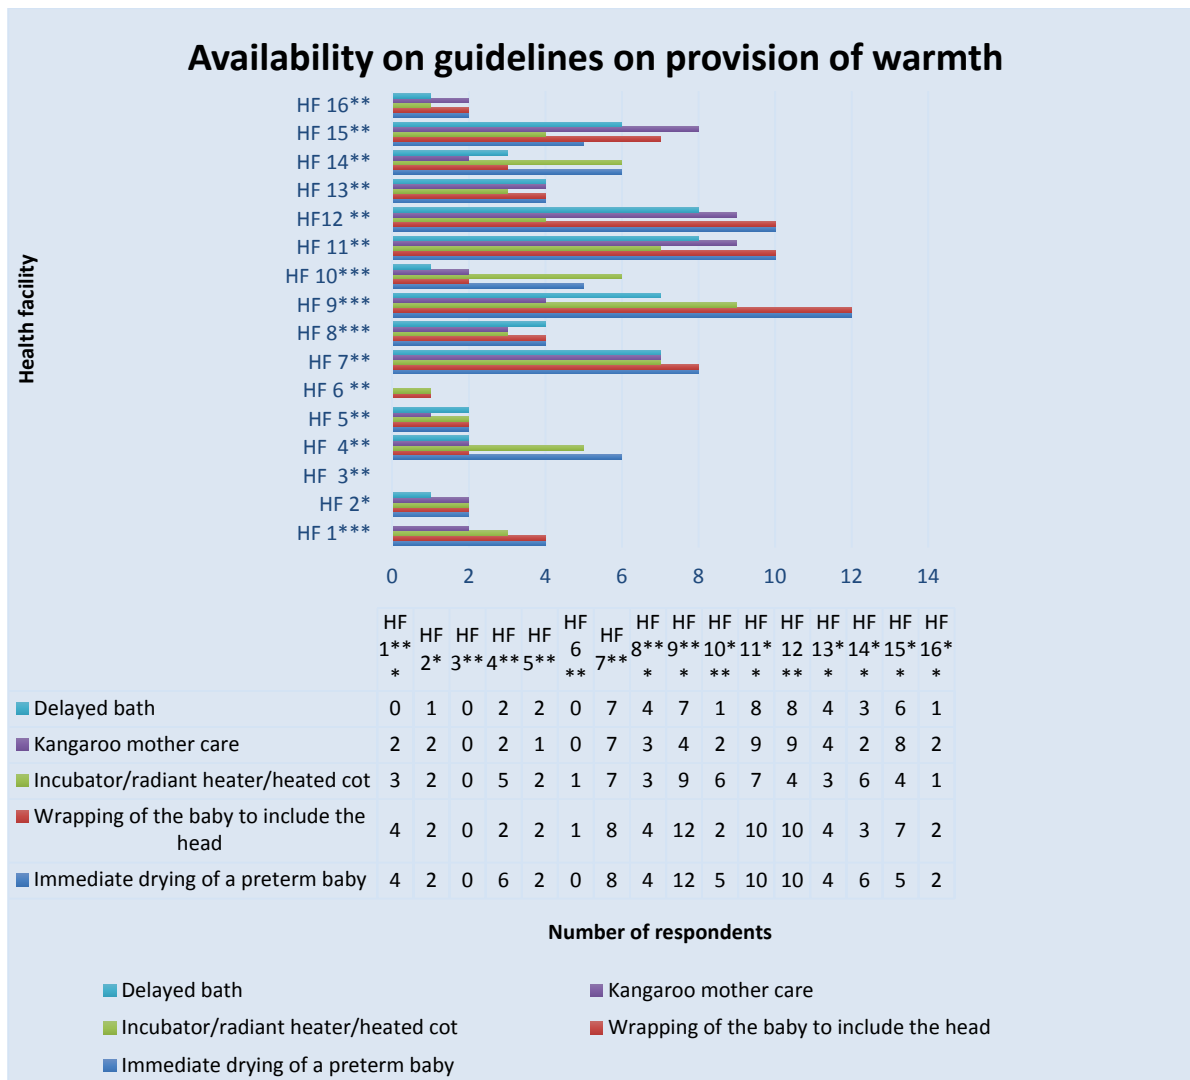 Availability on guidelines on provision of warmth
Health facility
HF 16**
HF 15**
HF 14**
HF 13**
HF12 **
HF 11**
HF 10***
HF 9***
HF 8***
HF 7**
HF 6 **
HF 5**
HF  4**
HF  3**
HF 2*
HF 1***
0 2 4 6 8 10 12 14
HF 1*** HF 2* HF 3** HF 4** HF 5** HF 6 ** HF 7** HF 8*** HF 9*** HF 10*** HF 11** HF 12 ** HF 13** HF 14** HF 15** HF 16**
Delayed bath 0 1 0 2 2 0 7 4 7 1 8 8 4 3 6 1
Kangaroo mother care 2 2 0 2 1 0 7 3 4 2 9 9 4 2 8 2
Incubator/radiant heater/heated cot 3 2 0 5 2 1 7 3 9 6 7 4 3 6 4 1
Wrapping of the baby to include the
head 4 2 0 2 2 1 8 4 12 2 10 10 4 3 7 2
Immediate drying of a preterm baby 4 2 0 6 2 0 8 4 12 5 10 10 4 6 5 2
Number of respondents
Delayed bath
Kangaroo mother care
Incubator/radiant heater/heated cot
Wrapping of the baby to include the head
Immediate drying of a preterm baby